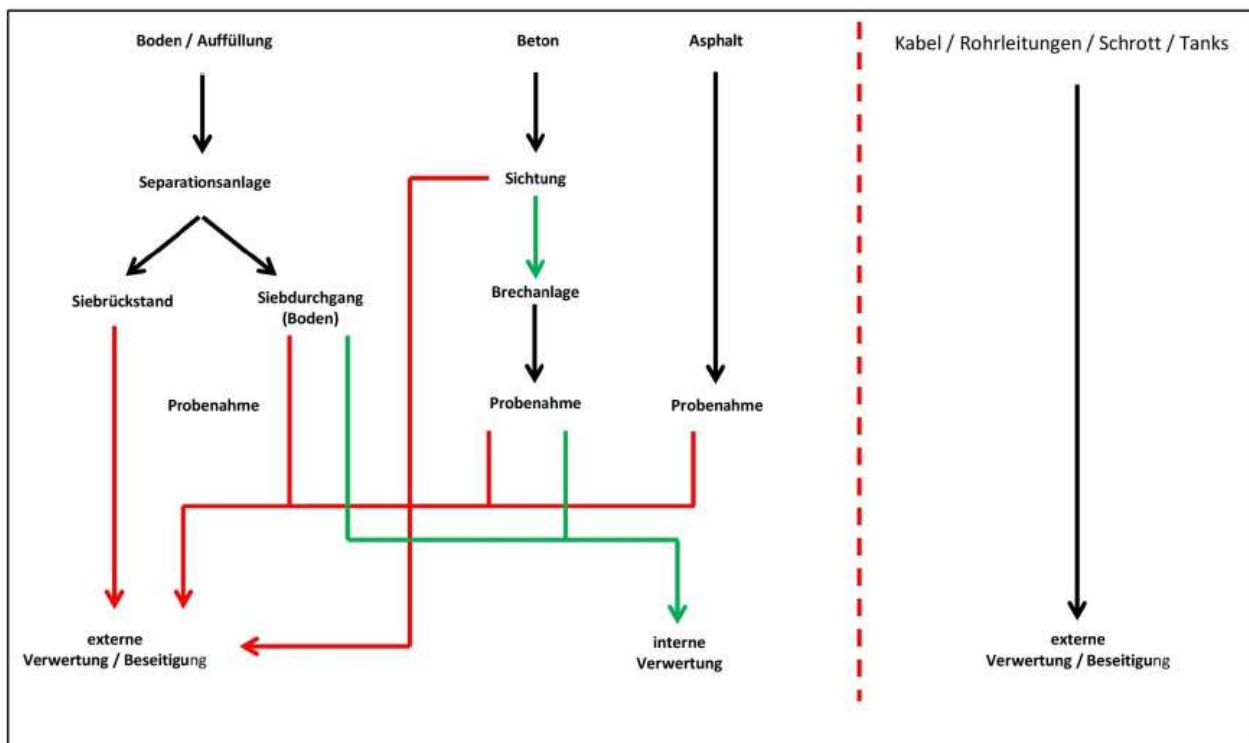 Boden / Auffüllung
Beton
Asphalt
Kabel / Rohrleitungen / Schrott / Tanks
Separationsanlage
Sichtung
Siebrückstand
Siebdurchgang
(Boden)
Brechanlage
Probenahme
Probenahme
Probenahme
externe
Verwertung / Beseitigung
interne
Verwertung
externe
Verwertung / Beseitigung